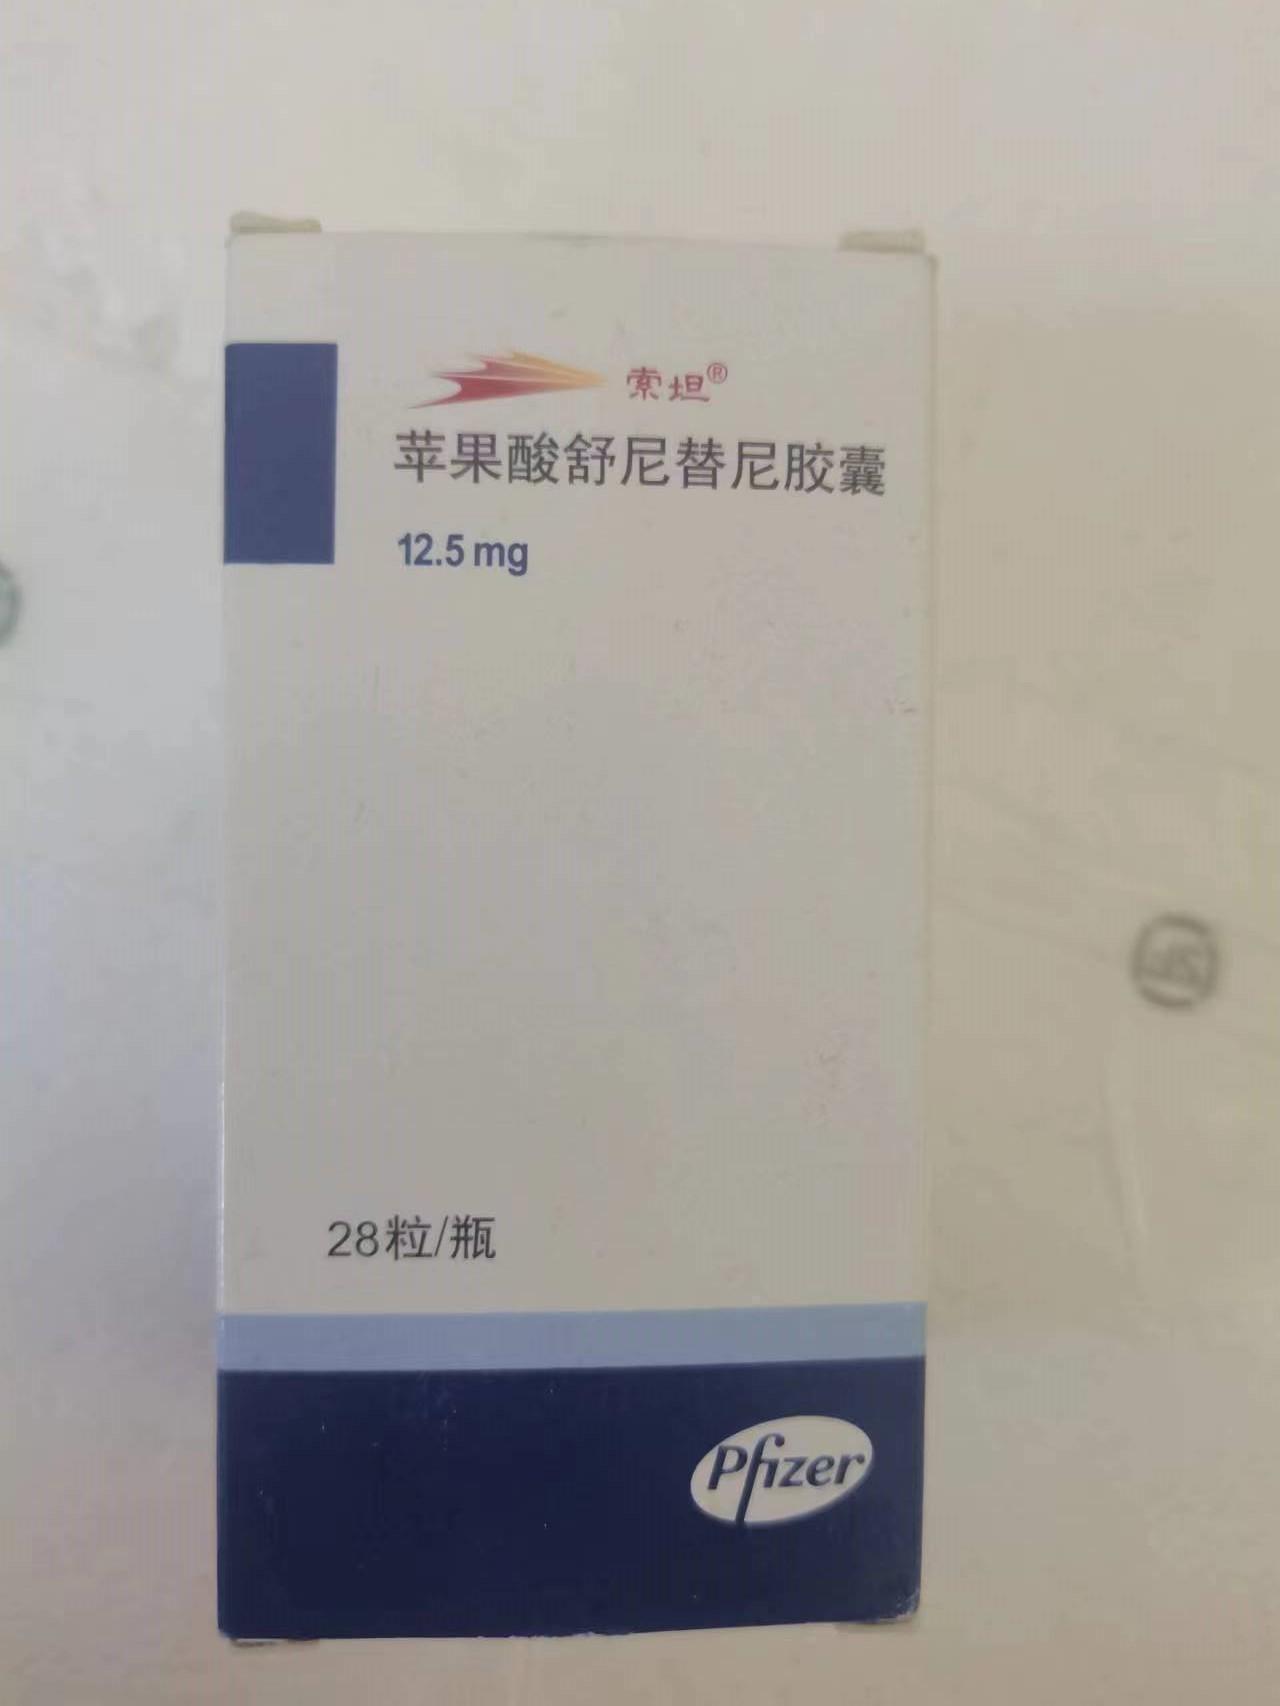 索坦®
苹果酸舒尼替尼胶囊
12.5 mg
28粒/瓶
Pfizer